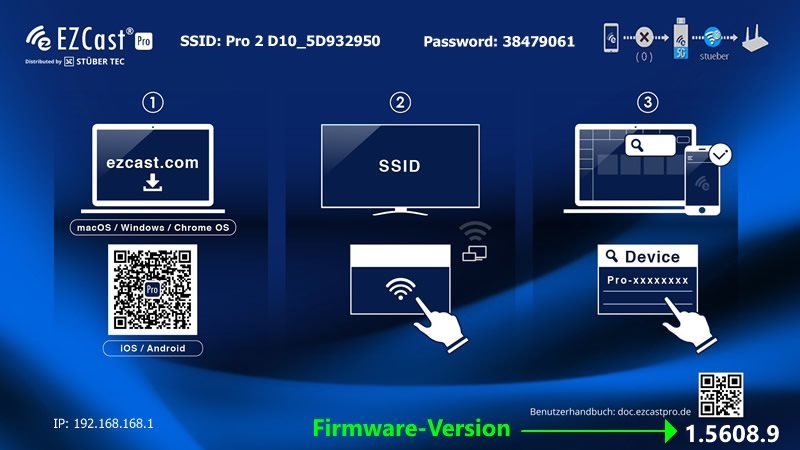 EZCast® Pro
Distributed by STÜBER TEC
SSID: Pro 2 D10_5D932950
Password: 38479061
5G
( 0 )
stueber
1
2
3
ezcast.com
SSID
macOS / Windows / Chrome OS
Pro
iOS / Android
Device
Pro-xxxxxxxx
Benutzerhandbuch: doc.ezcastpro.de
IP: 192.168.168.1
Firmware-Version
1.5608.9